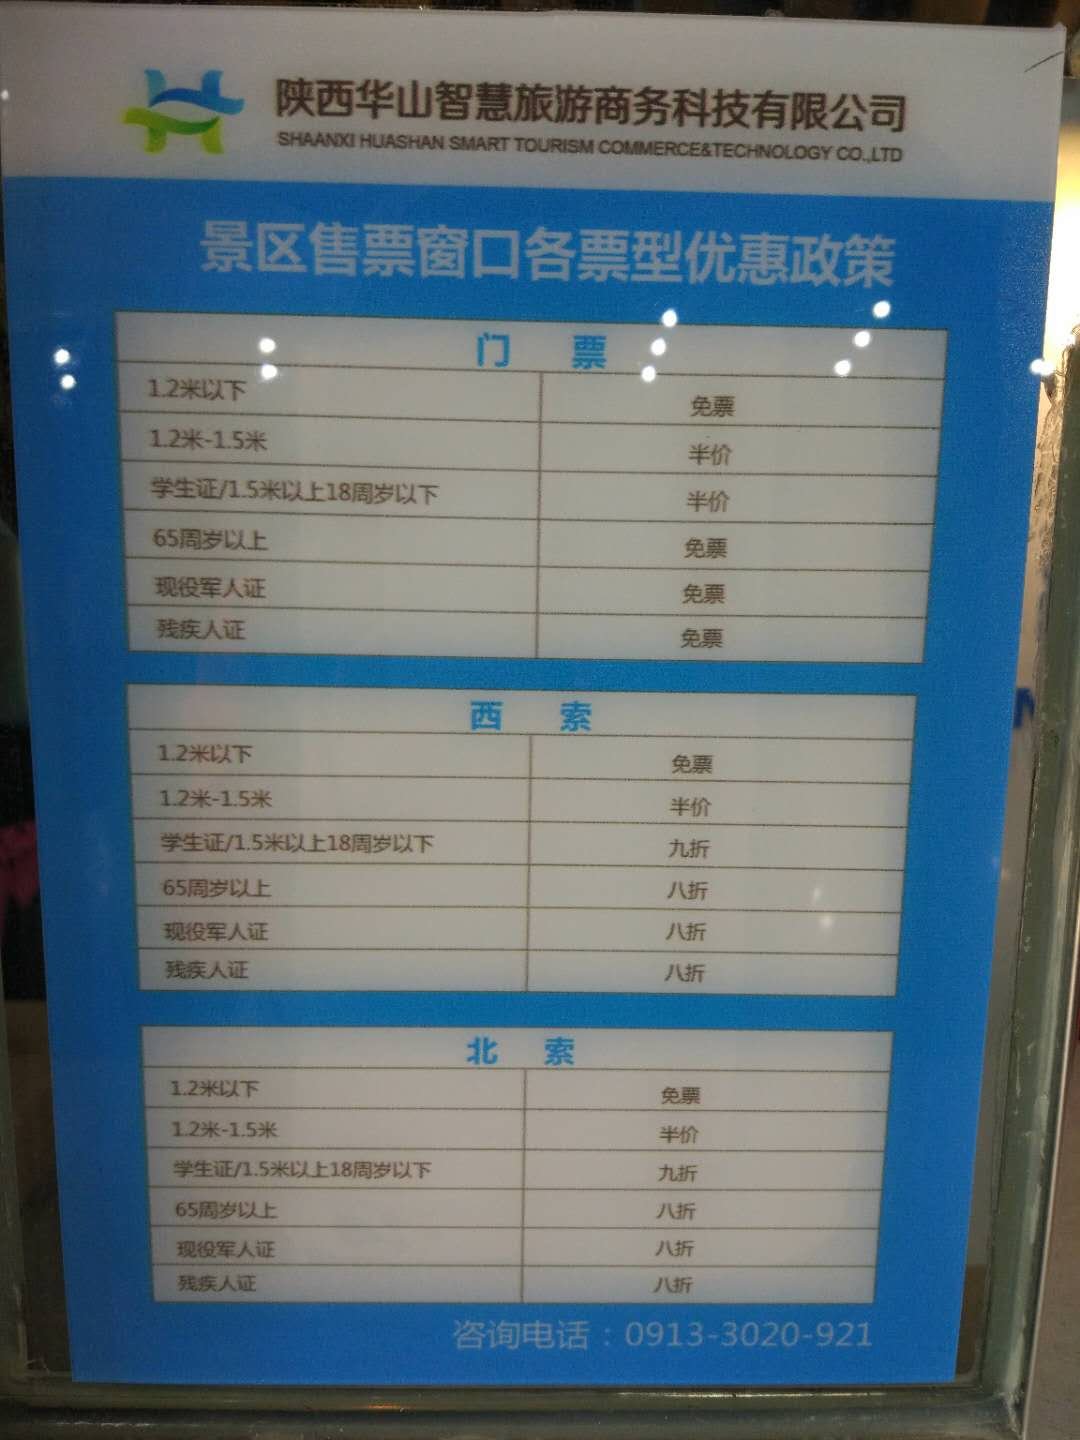 陕西华山智慧旅游商务科技有限公司
SHAANXI HUASHAN SMART TOURISM COMMERCE&TECHNOLOGY CO.,LTD
景区售票窗口各票型优惠政策
门 票
1.2米以下 免票
1.2米-1.5米 半价
学生证/1.5米以上18周岁以下 半价
65周岁以上 免票
现役军人证 免票
残疾人证 免票
西 索
1.2米以下 免票
1.2米-1.5米 半价
学生证/1.5米以上18周岁以下 九折
65周岁以上 八折
现役军人证 八折
残疾人证 八折
北 索
1.2米以下 免票
1.2米-1.5米 半价
学生证/1.5米以上18周岁以下 九折
65周岁以上 八折
现役军人证 八折
残疾人证 八折
咨询电话：0913-3020-921